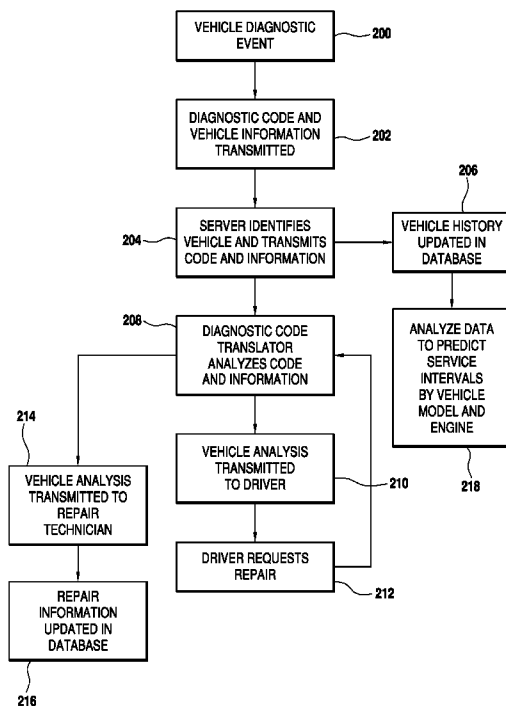 VEHICLE DIAGNOSTIC
EVENT
200
DIAGNOSTIC CODE AND
VEHICLE INFORMATION
TRANSMITTED
202
204
SERVER IDENTIFIES
VEHICLE AND TRANSMITS
CODE AND INFORMATION
206
VEHICLE HISTORY
UPDATED IN
DATABASE
208
DIAGNOSTIC CODE
TRANSLATOR
ANALYZES CODE
AND INFORMATION
ANALYZE DATA
TO PREDICT
SERVICE
INTERVALS
BY VEHICLE
MODEL AND
ENGINE
218
214
VEHICLE ANALYSIS
TRANSMITTED TO
REPAIR
TECHNICIAN
VEHICLE ANALYSIS
TRANSMITTED
TO DRIVER
210
DRIVER REQUESTS
REPAIR
212
REPAIR
INFORMATION
UPDATED IN
DATABASE
216